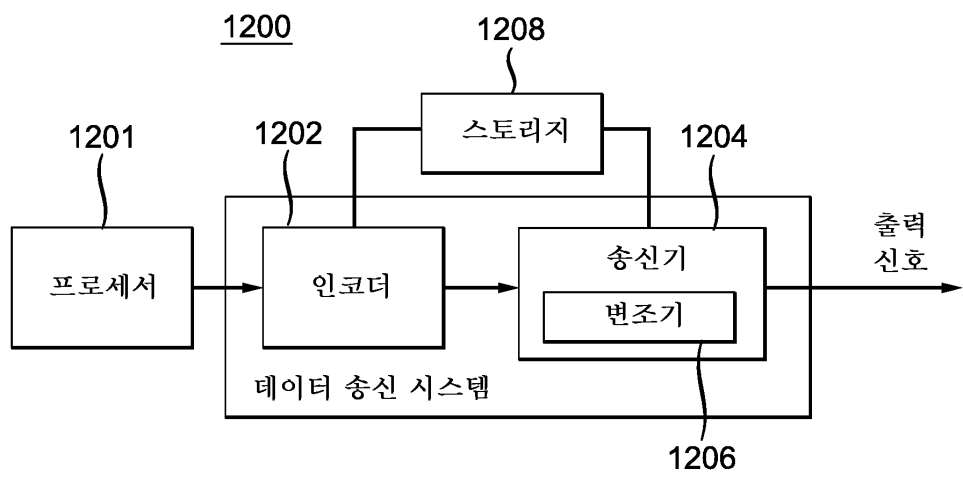 1200
1208
스토리지
1201
1202
1204
프로세서
인코더
송신기
변조기
출력
신호
데이터 송신 시스템
1206